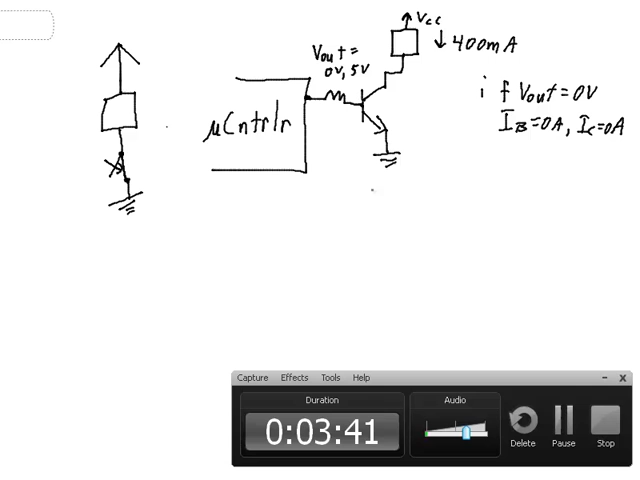 Vcc
400mA
Vout =
0V, 5V
μCntrlr
if Vout = 0V
IB = 0A, IC = 0A
Capture Effects Tools Help
Duration
Audio
0:03:41
Delete Pause Stop